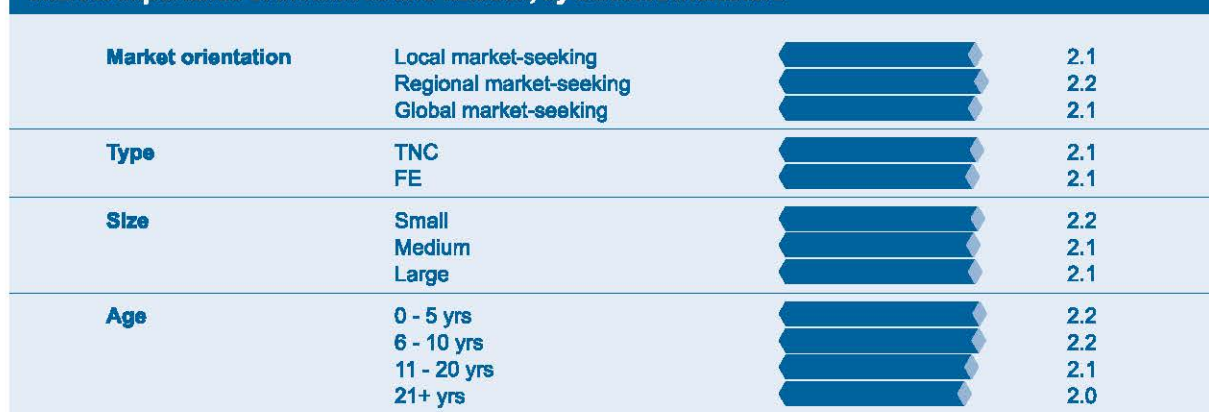 Market orientation Local market-seeking 2.1
Regional market-seeking 2.2
Global market-seeking 2.1
Type TNC 2.1
FE 2.1
Size Small 2.2
Medium 2.1
Large 2.1
Age 0 - 5 yrs 2.2
6 - 10 yrs 2.2
11 - 20 yrs 2.1
21+ yrs 2.0